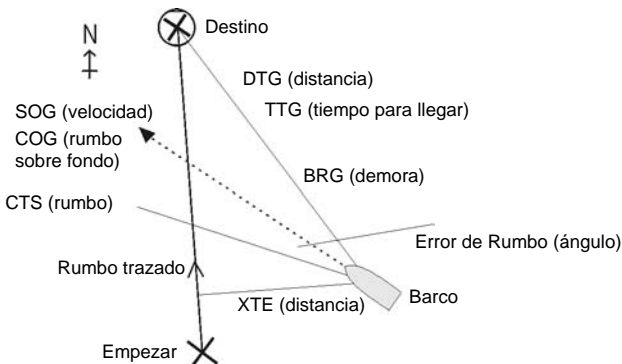 Destino
N
DTG (distancia)
TTG (tiempo para llegar)
SOG (velocidad)
COG (rumbo
sobre fondo)
BRG (demora)
CTS (rumbo)
Error de Rumbo (ángulo)
Rumbo trazado
XTE (distancia)
Barco
Empezar